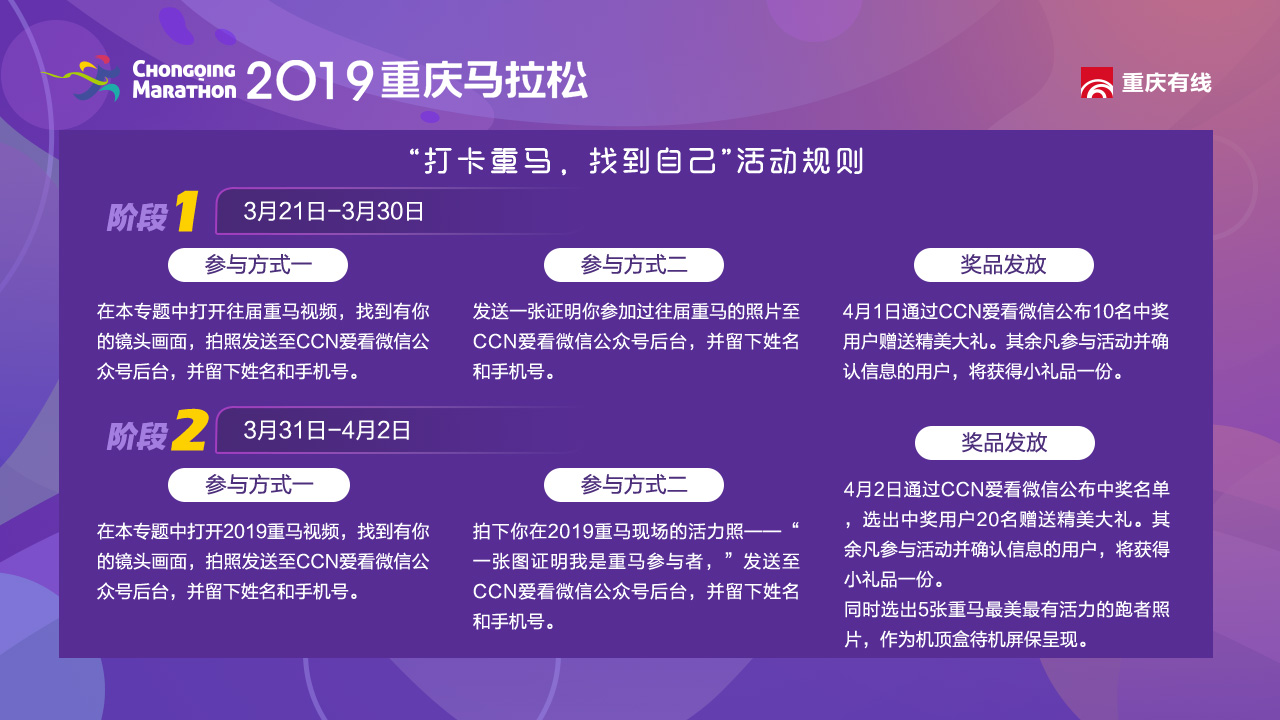 CHONGQING
MARATHON
2019重庆马拉松
重庆有线
“打卡重马，找到自己”活动规则
阶段1
3月21日-3月30日
参与方式一
在本专题中打开往届重马视频，找到有你
的镜头画面，拍照发送至CCN爱看微信公
众号后台，并留下姓名和手机号。
参与方式二
发送一张证明你参加过往届重马的照片至
CCN爱看微信公众号后台，并留下姓名
和手机号。
奖品发放
4月1日通过CCN爱看微信公布10名中奖
用户赠送精美大礼。其余凡参与活动并确
认信息的用户，将获得小礼品一份。
阶段2
3月31日-4月2日
参与方式一
在本专题中打开2019重马视频，找到有你
的镜头画面，拍照发送至CCN爱看微信公
众号后台，并留下姓名和手机号。
参与方式二
拍下你在2019重马现场的活力照——“
一张图证明我是重马参与者，”发送至
CCN爱看微信公众号后台，并留下姓名
和手机号。
奖品发放
4月2日通过CCN爱看微信公布中奖名单
，选出中奖用户20名赠送精美大礼。其
余凡参与活动并确认信息的用户，将获得
小礼品一份。
同时选出5张重马最美最有活力的跑者照
片，作为机顶盒待机屏保呈现。